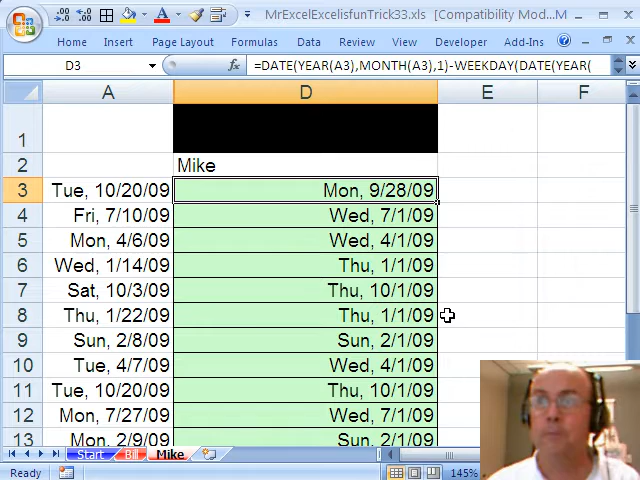 MrExcelExcelisfunTrick33.xls [Compatibility Mod... M
Home Insert Page Layout Formulas Data Review View Developer Add-Ins
D3 fx =DATE(YEAR(A3),MONTH(A3),1)-WEEKDAY(DATE(YEAR(
A D E F
1
2 Mike
3 Tue, 10/20/09 Mon, 9/28/09
4 Fri, 7/10/09 Wed, 7/1/09
5 Mon, 4/6/09 Wed, 4/1/09
6 Wed, 1/14/09 Thu, 1/1/09
7 Sat, 10/3/09 Thu, 10/1/09
8 Thu, 1/22/09 Thu, 1/1/09
9 Sun, 2/8/09 Sun, 2/1/09
10 Tue, 4/7/09 Wed, 4/1/09
11 Tue, 10/20/09 Thu, 10/1/09
12 Mon, 7/27/09 Wed, 7/1/09
13 Mon, 2/9/09 Sun, 2/1/09
Start Bill Mike
Ready 145%